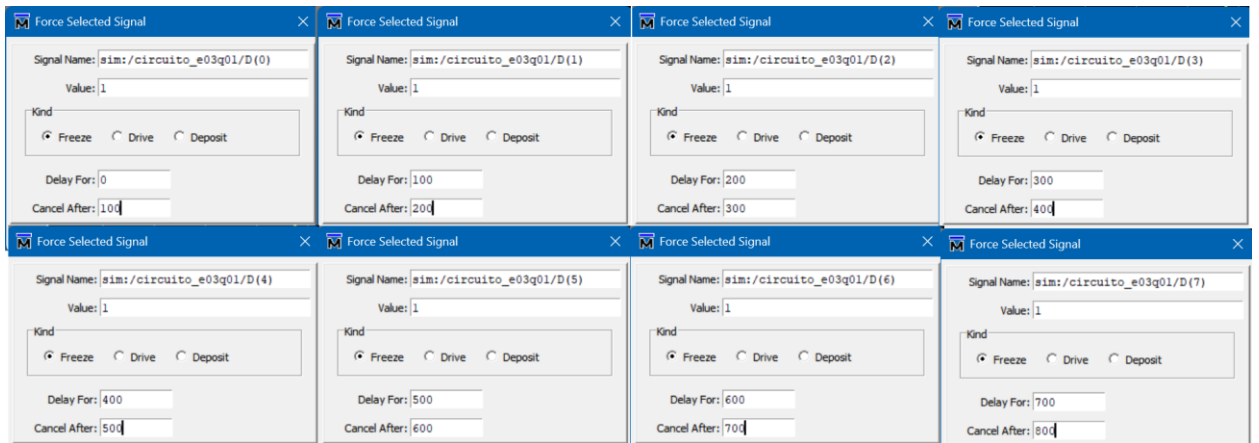 Force Selected Signal
Signal Name: sim:/circuito_e03q01/D(0)
Value: 1
Kind
Freeze Drive Deposit
Delay For: 0
Cancel After: 100
Force Selected Signal
Signal Name: sim:/circuito_e03q01/D(1)
Value: 1
Kind
Freeze Drive Deposit
Delay For: 100
Cancel After: 200
Force Selected Signal
Signal Name: sim:/circuito_e03q01/D(2)
Value: 1
Kind
Freeze Drive Deposit
Delay For: 200
Cancel After: 300
Force Selected Signal
Signal Name: sim:/circuito_e03q01/D(3)
Value: 1
Kind
Freeze Drive Deposit
Delay For: 300
Cancel After: 400
Force Selected Signal
Signal Name: sim:/circuito_e03q01/D(4)
Value: 1
Kind
Freeze Drive Deposit
Delay For: 400
Cancel After: 500
Force Selected Signal
Signal Name: sim:/circuito_e03q01/D(5)
Value: 1
Kind
Freeze Drive Deposit
Delay For: 500
Cancel After: 600
Force Selected Signal
Signal Name: sim:/circuito_e03q01/D(6)
Value: 1
Kind
Freeze Drive Deposit
Delay For: 600
Cancel After: 700
Force Selected Signal
Signal Name: sim:/circuito_e03q01/D(7)
Value: 1
Kind
Freeze Drive Deposit
Delay For: 700
Cancel After: 800